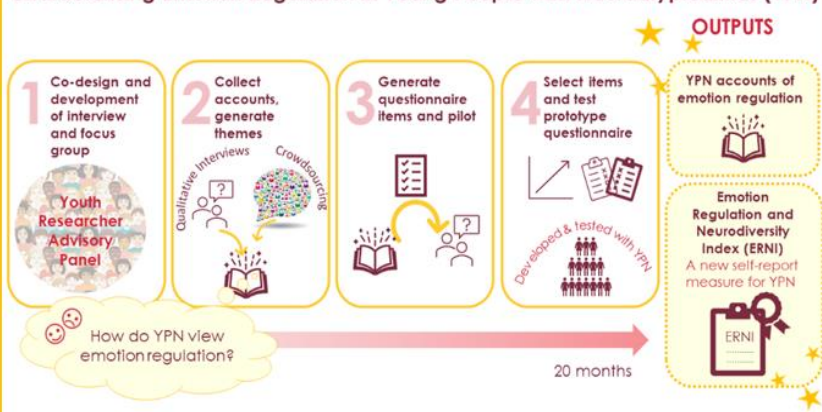 OUTPUTS
1
Co-design and
development
of interview
and focus
group
Youth
Researcher
Advisory
Panel
2
Collect
accounts,
generate
themes
Qualitative Interviews
Crowdsourcing
?
3
Generate
questionnaire
items and pilot
?
4
Select items
and test
prototype
questionnaire
Developed & tested with YPN
YPN accounts of
emotion regulation
Emotion
Regulation and
Neurodiversity
Index (ERNI)
A new self-report
measure for YPN
ERNI
How do YPN view
emotion regulation?
20 months